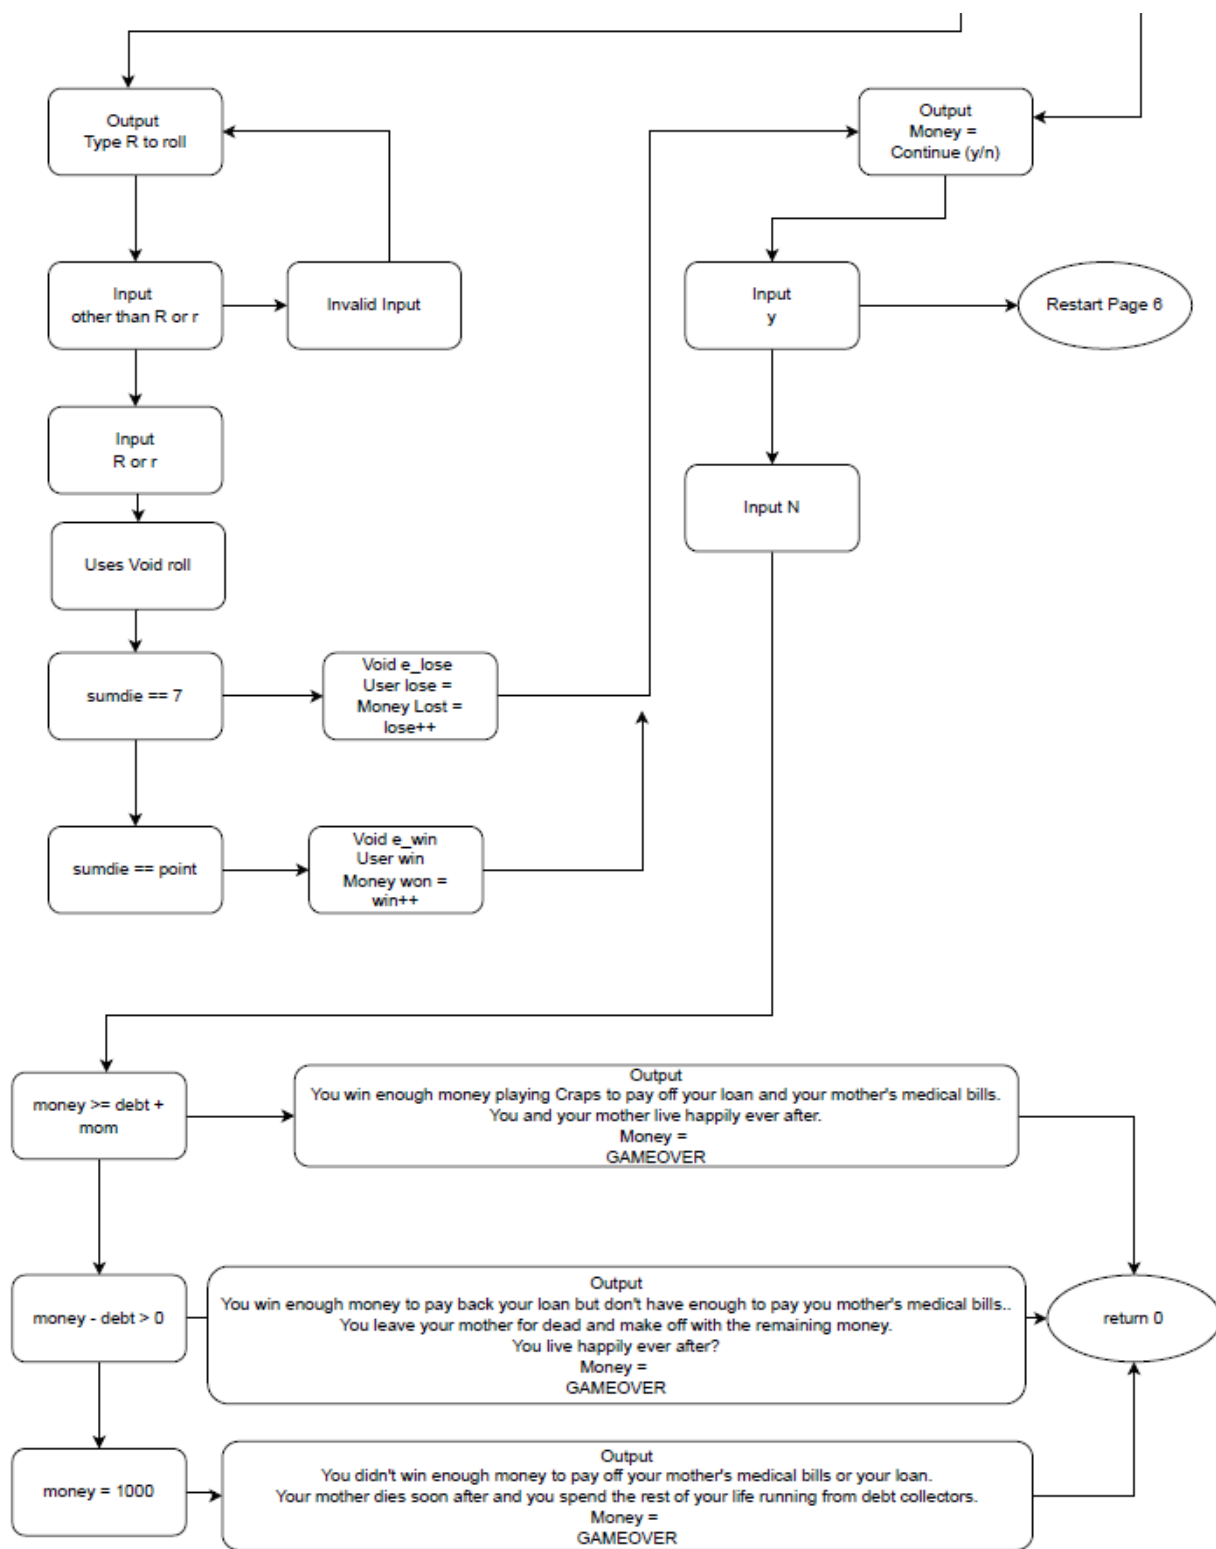 Output
Type R to roll
Output
Money =
Continue (y/n)
Input
other than R or r
Invalid Input
Input
y
Restart Page 6
Input
R or r
Input N
Uses Void roll
sumdie == 7
Void e_lose
User lose =
Money Lost =
lose++
sumdie == point
Void e_win
User win
Money won =
win++
money >= debt +
mom
Output
You win enough money playing Craps to pay off your loan and your mother's medical bills.
You and your mother live happily ever after.
Money =
GAMEOVER
money - debt > 0
Output
You win enough money to pay back your loan but don't have enough to pay you mother's medical bills..
You leave your mother for dead and make off with the remaining money.
You live happily ever after?
Money =
GAMEOVER
return 0
money = 1000
Output
You didn't win enough money to pay off your mother's medical bills or your loan.
Your mother dies soon after and you spend the rest of your life running from debt collectors.
Money =
GAMEOVER